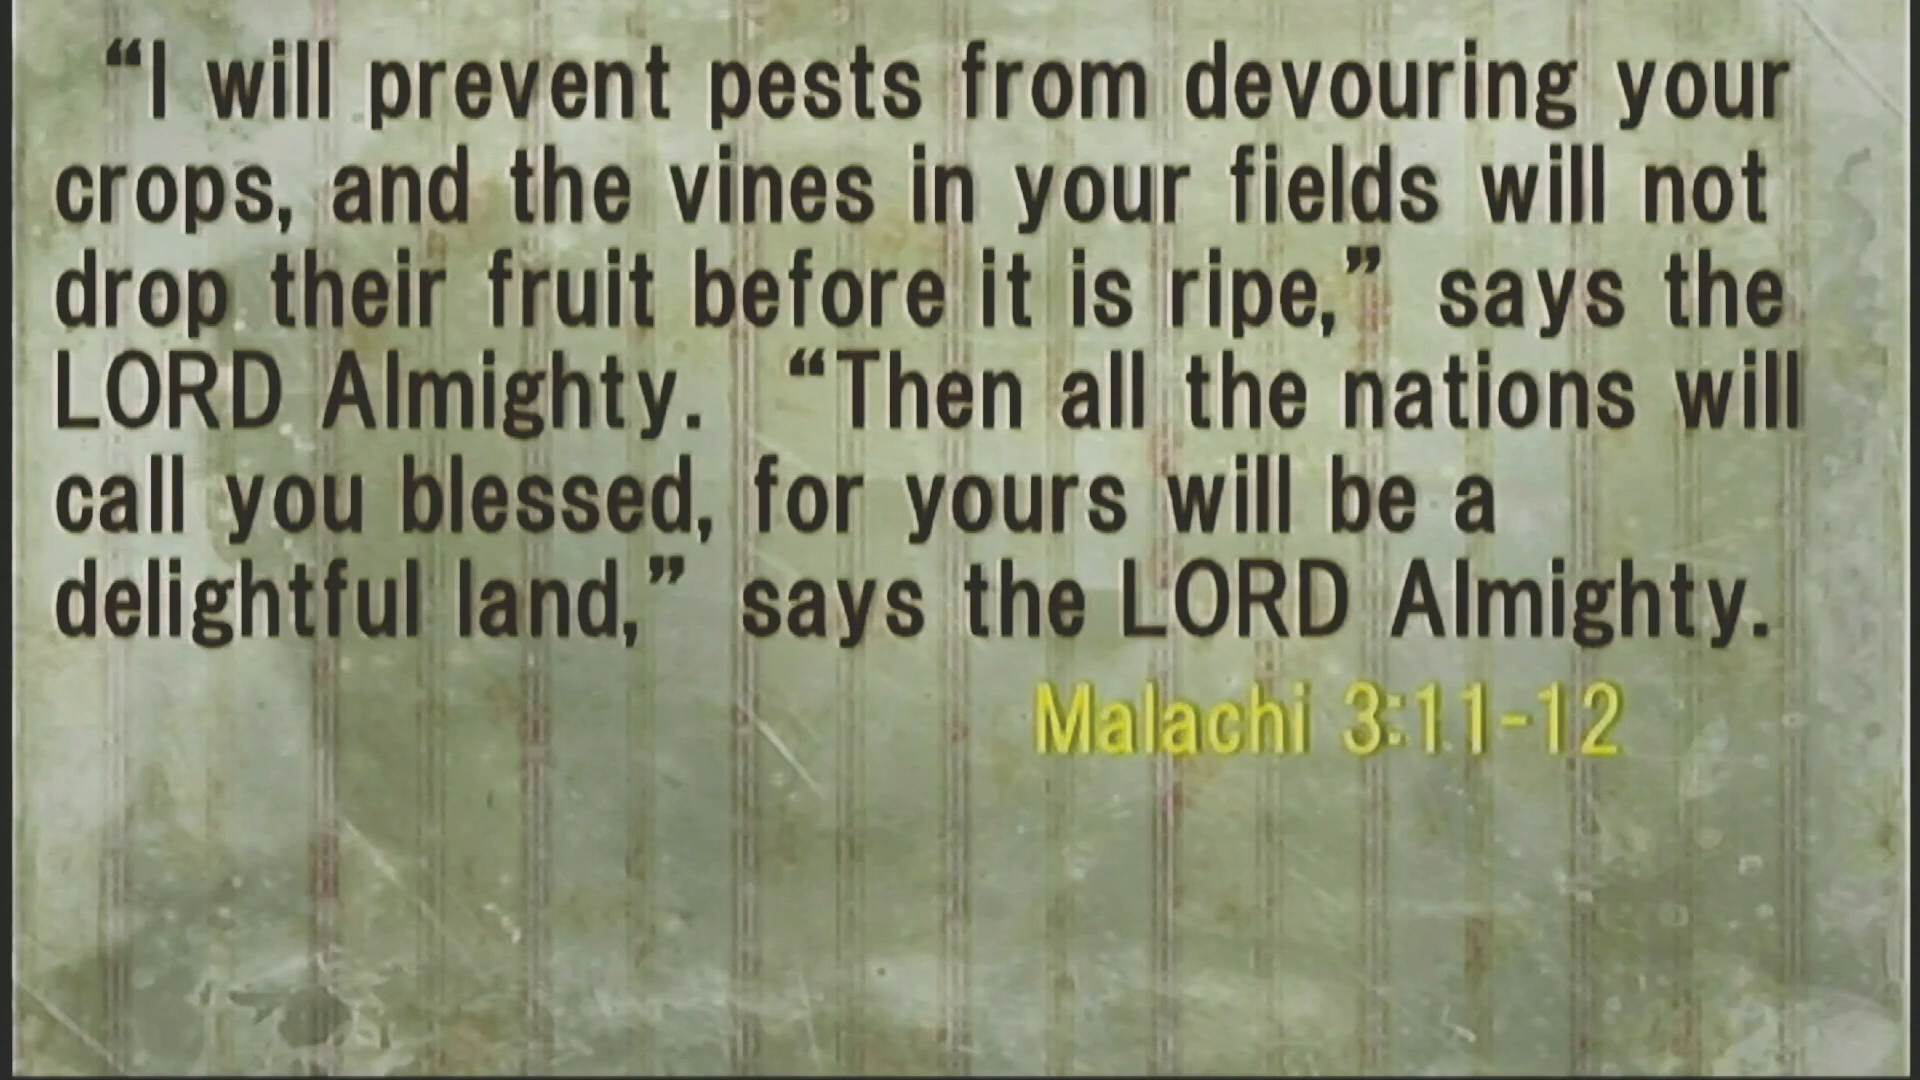 “I will prevent pests from devouring your
crops, and the vines in your fields will not
drop their fruit before it is ripe,” says the
LORD Almighty. “Then all the nations will
call you blessed, for yours will be a
delightful land,” says the LORD Almighty.
Malachi 3:11-12